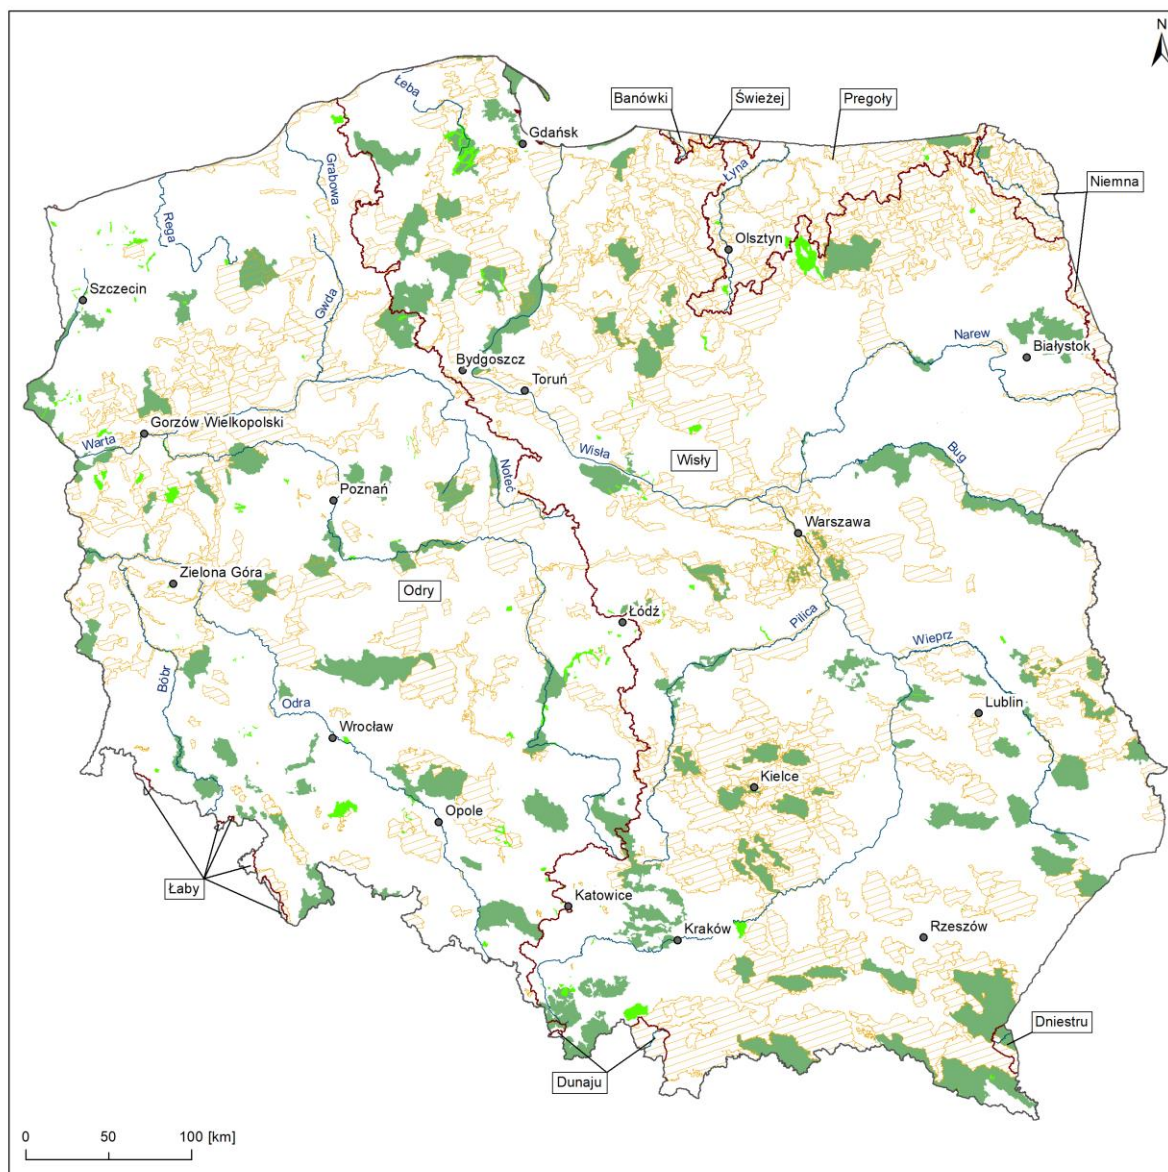 N
Łeba
Banówki
Świeżej
Pregoły
Gdańsk
Grabowa
Łyna
Niemna
Rega
Olsztyn
Szczecin
Gwda
Narew
Białystok
Bydgoszcz
Toruń
Gorzów Wielkopolski
Warta
Wisła
Wisły
Bug
Noteć
Poznań
Warszawa
Zielona Góra
Odry
Łódź
Pilica
Wieprz
Bóbr
Odra
Lublin
Wrocław
Kielce
Opole
Łaby
Katowice
Kraków
Rzeszów
Dniestru
Dunaju
0 50 100 [km]